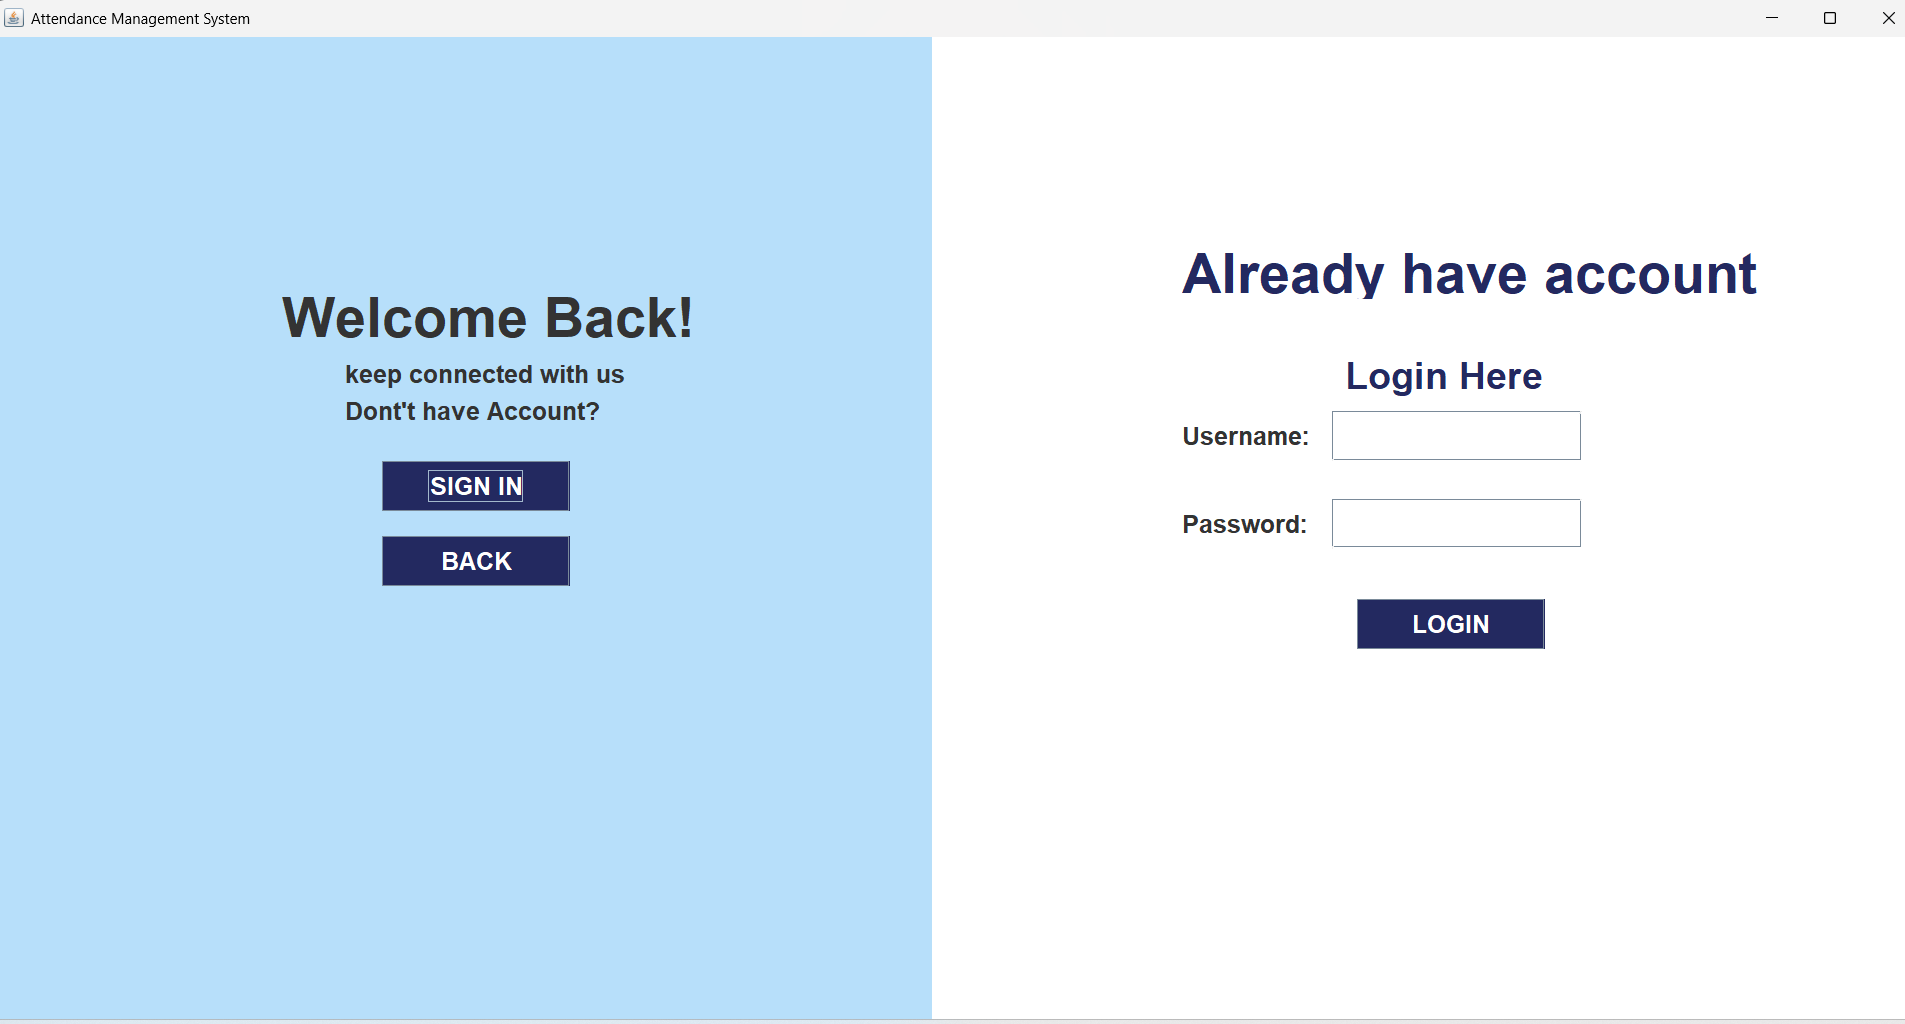 Attendance Management System
Welcome Back!
keep connected with us
Dont't have Account?
SIGN IN
BACK
Already have account
Login Here
Username:
Password:
LOGIN